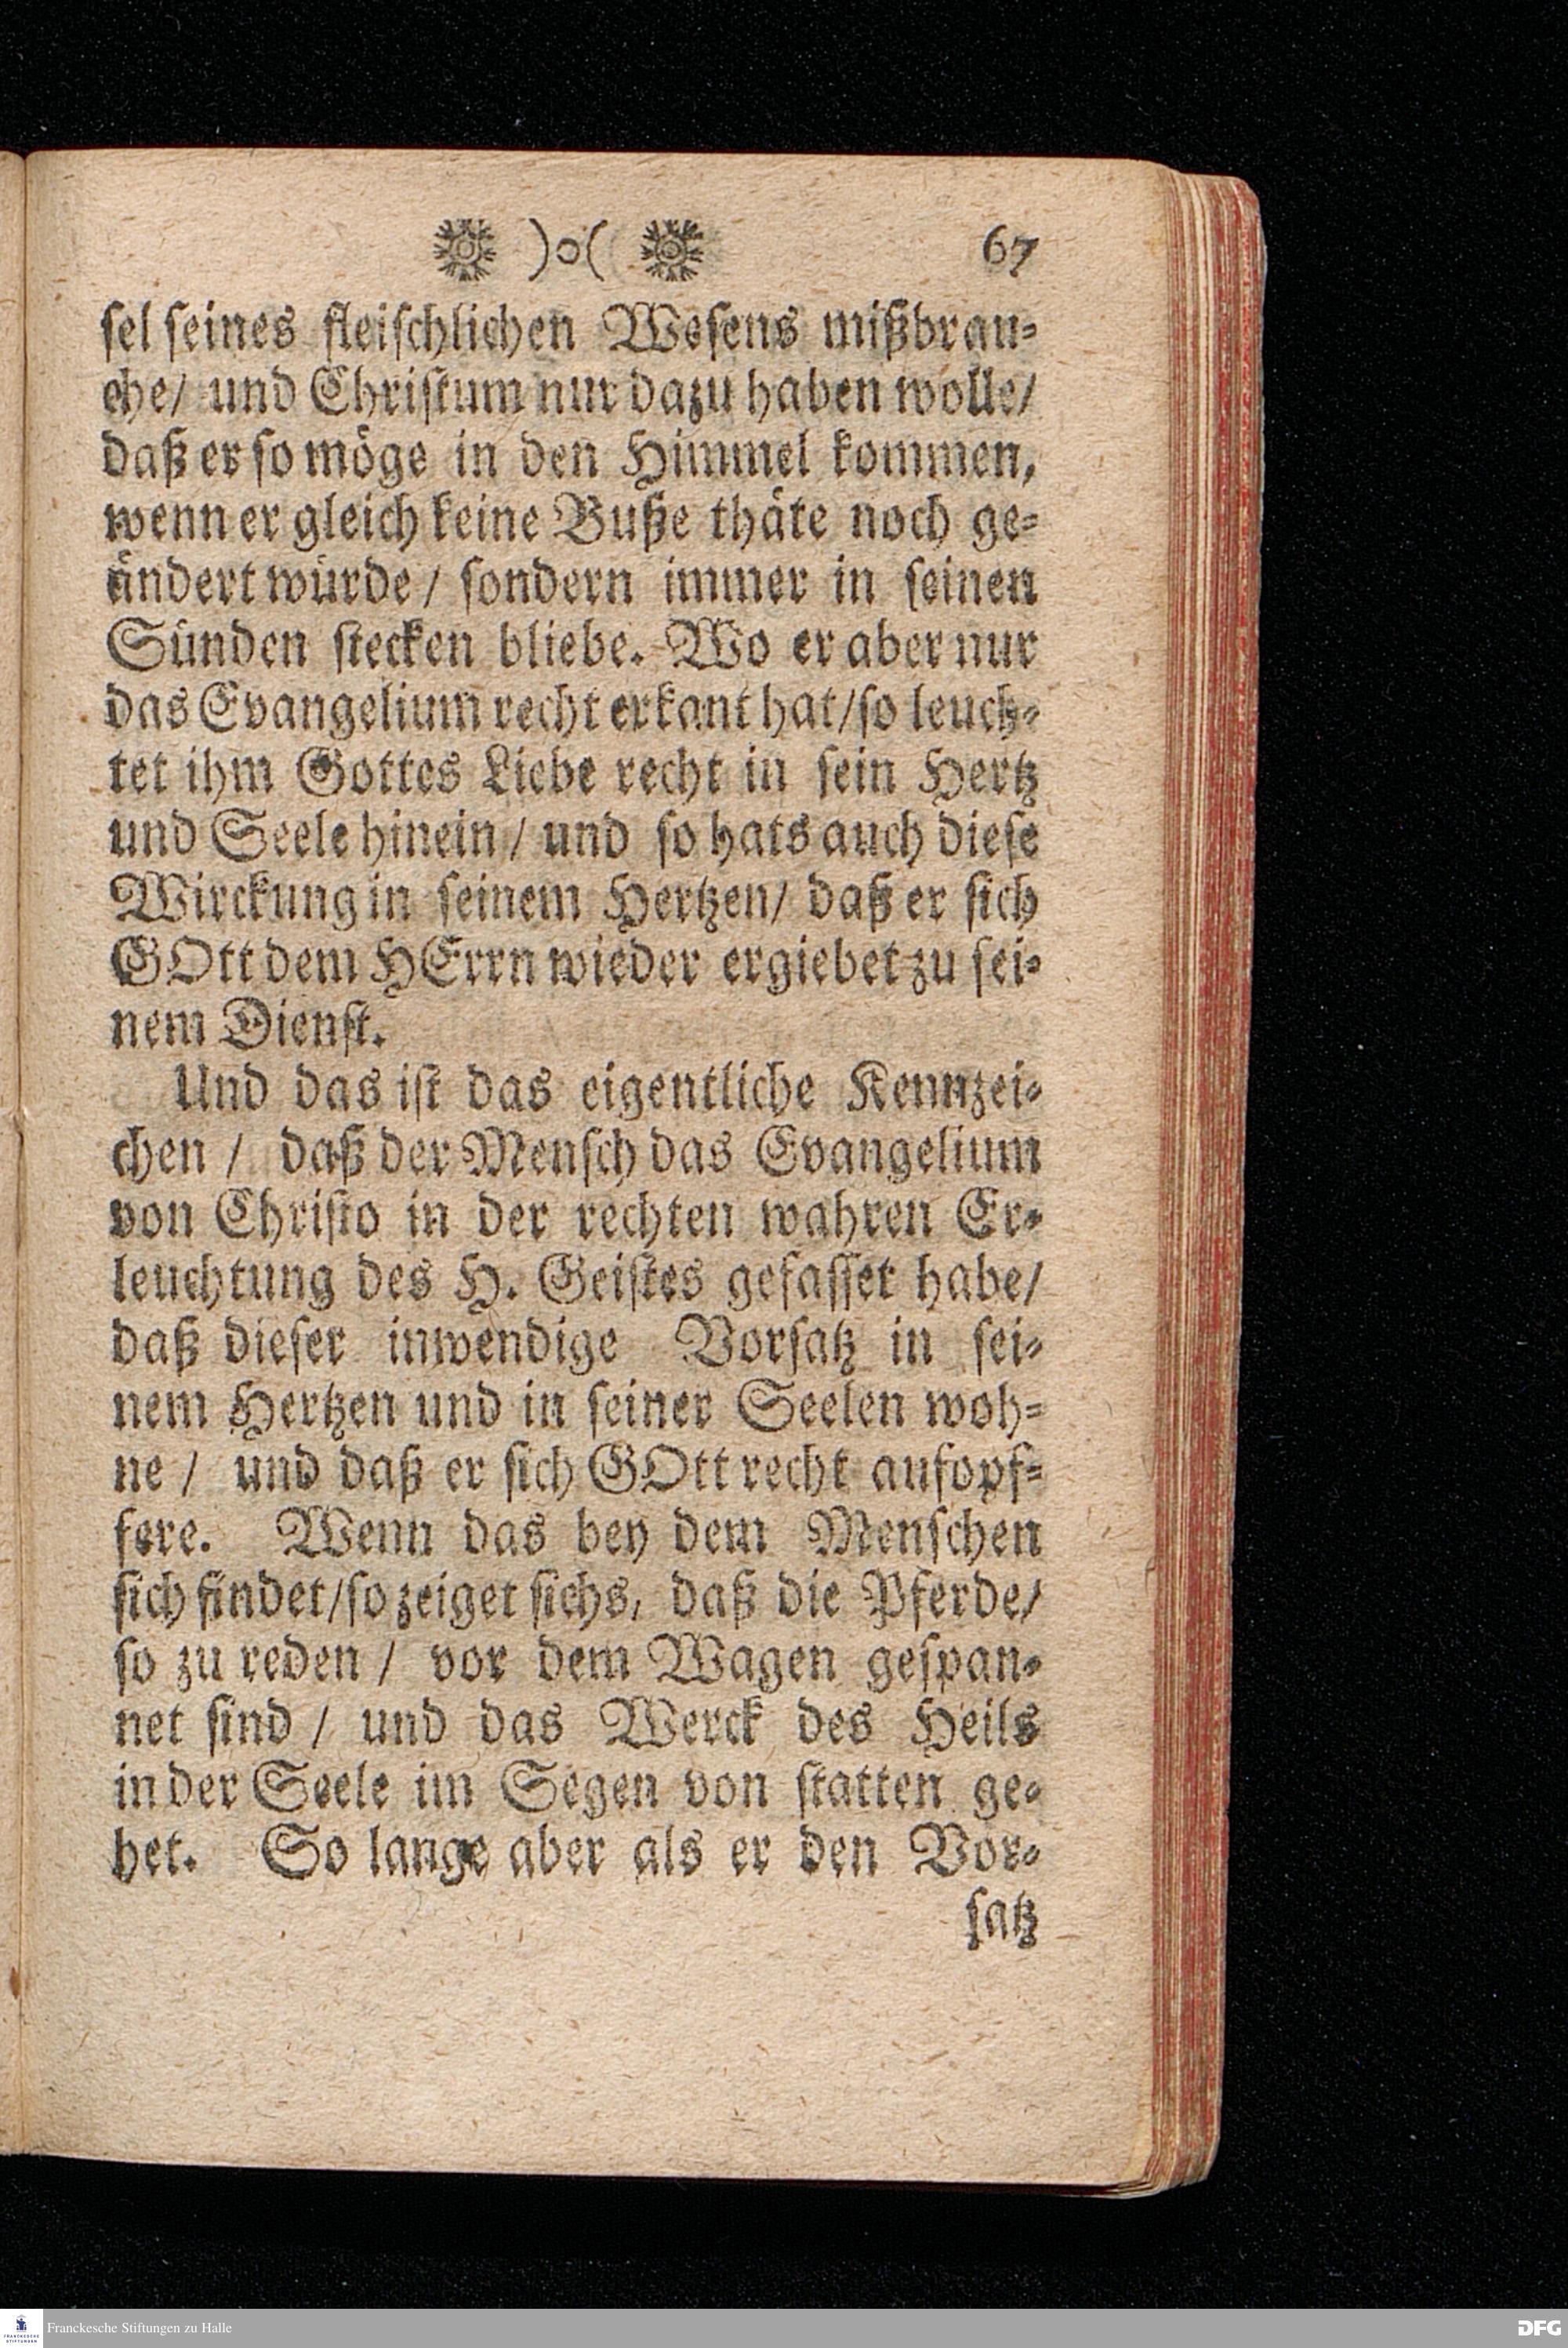 )o( 67
sel seines fleischlichen Wesens mißbrau-
che/ und Christum nur dazu haben wolle/
daß er so möge in den Himmel kommen,
wenn er gleich keine Buße thäte noch ge-
ändert würde / sondern immer in seinen
Sünden stecken bliebe. Wo er aber nur
das Evangelium recht erkant hat/so leuch-
tet ihm Gottes Liebe recht in sein Hertz
und Seele hinein / und so hats auch diese
Wirckung in seinem Hertzen/ daß er sich
GOtt dem HErrn wieder ergiebet zu sei-
nem Dienst.
Und das ist das eigentliche Kennzei-
chen / daß der Mensch das Evangelium
von Christo in der rechten wahren Er-
leuchtung des H. Geistes gefasset habe/
daß dieser inwendige Vorsatz in sei-
nem Hertzen und in seiner Seelen woh-
ne / und daß er sich GOtt recht aufopf-
fere. Wenn das bey dem Menschen
sich findet/so zeiget sichs, daß die Pferde/
so zu reden / vor dem Wagen gespan-
net sind / und das Werck des Heils
in der Seele im Segen von statten ge-
het. So lange aber als er den Vor-
satz
Franckesche Stiftungen zu Halle
DFG